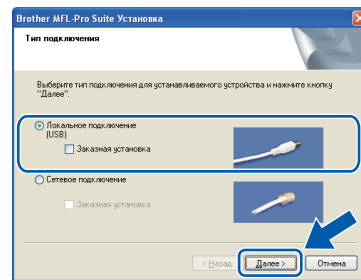 Brother MFL-Pro Suite Установка
Тип подключения
Выберите тип подключения для устанавливаемого устройства и нажмите кнопку
"Далее".
Локальное подключение
(USB)
Заказная установка
Сетевое подключение
Заказная установка
< Назад
Далее >
Отмена